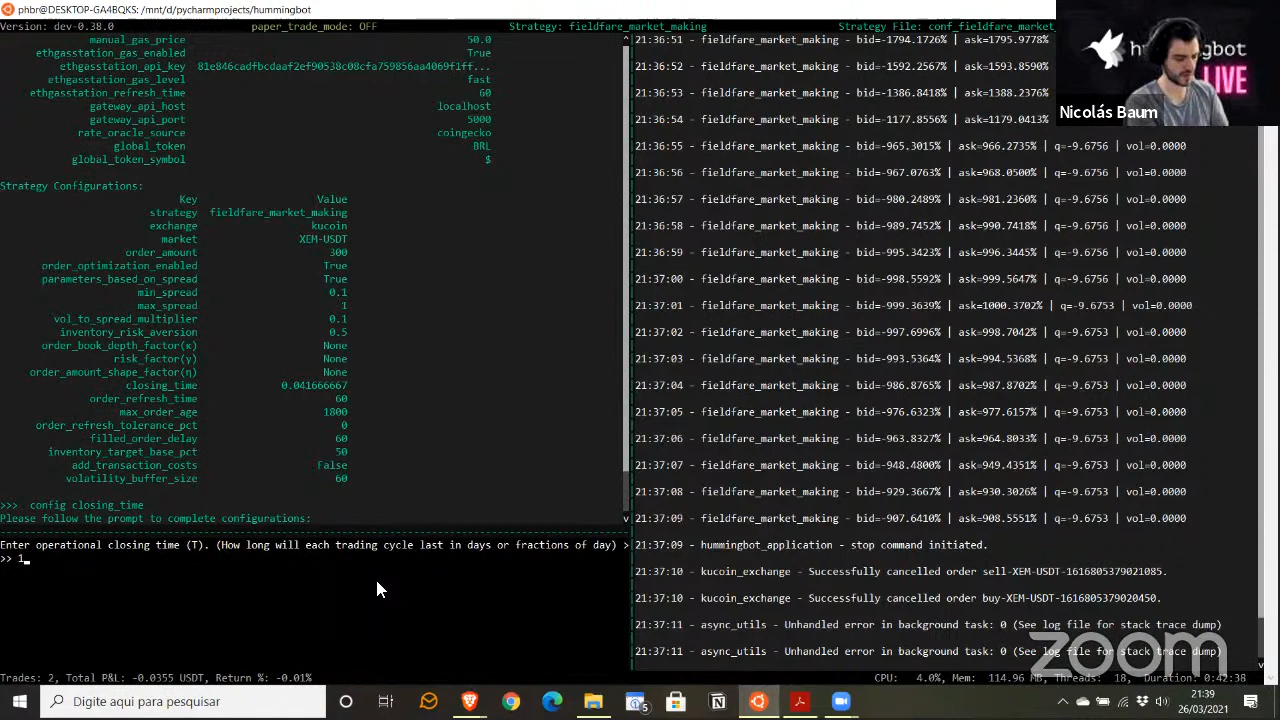 phbr@DESKTOP-GA4BQKS: /mnt/d/pycharmprojects/hummingbot
Version: dev-0.38.0 paper_trade_mode: OFF Strategy: fieldfare_market_making Strategy File: conf_fieldfare_market_
manual_gas_price 50.0
ethgasstation_gas_enabled True
ethgasstation_api_key 81e846cadfbcdaaf2ef90538c08cfa759856aa4069f1ff...
ethgasstation_gas_level fast
ethgasstation_refresh_time 60
gateway_api_host localhost
gateway_api_port 5000
rate_oracle_source coingecko
global_token BRL
global_token_symbol $
Strategy Configurations:
Key Value
strategy fieldfare_market_making
exchange kucoin
market XEM-USDT
order_amount 300
order_optimization_enabled True
parameters_based_on_spread True
min_spread 0.1
max_spread 1
vol_to_spread_multiplier 0.1
inventory_risk_aversion 0.5
order_book_depth_factor(κ) None
risk_factor(γ) None
order_amount_shape_factor(η) None
closing_time 0.041666667
order_refresh_time 60
max_order_age 1800
order_refresh_tolerance_pct 0
filled_order_delay 60
inventory_target_base_pct 50
add_transaction_costs False
volatility_buffer_size 60
>>> config closing_time
Please follow the prompt to complete configurations:
Enter operational closing time (T). (How long will each trading cycle last in days or fractions of day) >
>> 1
21:36:51 - fieldfare_market_making - bid=-1794.1726% | ask=1795.9778%
21:36:52 - fieldfare_market_making - bid=-1592.2567% | ask=1593.8590%
21:36:53 - fieldfare_market_making - bid=-1386.8418% | ask=1388.2376%
21:36:54 - fieldfare_market_making - bid=-1177.8556% | ask=1179.0413%
21:36:55 - fieldfare_market_making - bid=-965.3015% | ask=966.2735% | q=-9.6756 | vol=0.0000
21:36:56 - fieldfare_market_making - bid=-967.0763% | ask=968.0500% | q=-9.6756 | vol=0.0000
21:36:57 - fieldfare_market_making - bid=-980.2489% | ask=981.2360% | q=-9.6756 | vol=0.0000
21:36:58 - fieldfare_market_making - bid=-989.7452% | ask=990.7418% | q=-9.6756 | vol=0.0000
21:36:59 - fieldfare_market_making - bid=-995.3423% | ask=996.3445% | q=-9.6756 | vol=0.0000
21:37:00 - fieldfare_market_making - bid=-998.5592% | ask=999.5647% | q=-9.6756 | vol=0.0000
21:37:01 - fieldfare_market_making - bid=-999.3639% | ask=1000.3702% | q=-9.6753 | vol=0.0000
21:37:02 - fieldfare_market_making - bid=-997.6996% | ask=998.7042% | q=-9.6753 | vol=0.0000
21:37:03 - fieldfare_market_making - bid=-993.5364% | ask=994.5368% | q=-9.6753 | vol=0.0000
21:37:04 - fieldfare_market_making - bid=-986.8765% | ask=987.8702% | q=-9.6753 | vol=0.0000
21:37:05 - fieldfare_market_making - bid=-976.6323% | ask=977.6157% | q=-9.6753 | vol=0.0000
21:37:06 - fieldfare_market_making - bid=-963.8327% | ask=964.8033% | q=-9.6753 | vol=0.0000
21:37:07 - fieldfare_market_making - bid=-948.4800% | ask=949.4351% | q=-9.6753 | vol=0.0000
21:37:08 - fieldfare_market_making - bid=-929.3667% | ask=930.3026% | q=-9.6753 | vol=0.0000
21:37:09 - fieldfare_market_making - bid=-907.6410% | ask=908.5551% | q=-9.6753 | vol=0.0000
21:37:09 - hummingbot_application - stop command initiated.
21:37:10 - kucoin_exchange - Successfully cancelled order sell-XEM-USDT-1616805379021085.
21:37:10 - kucoin_exchange - Successfully cancelled order buy-XEM-USDT-1616805379020450.
21:37:11 - async_utils - Unhandled error in background task: 0 (See log file for stack trace dump)
21:37:11 - async_utils - Unhandled error in background task: 0 (See log file for stack trace dump)
ngbot
LIVE
Nicolás Baum
zoom
Trades: 2, Total P&L: -0.0355 USDT, Return %: -0.01% CPU: 4.0%, Mem: 114.96 MB, Threads: 18, Duration: 0:42:38
Digite aqui para pesquisar
5
21:39
26/03/2021